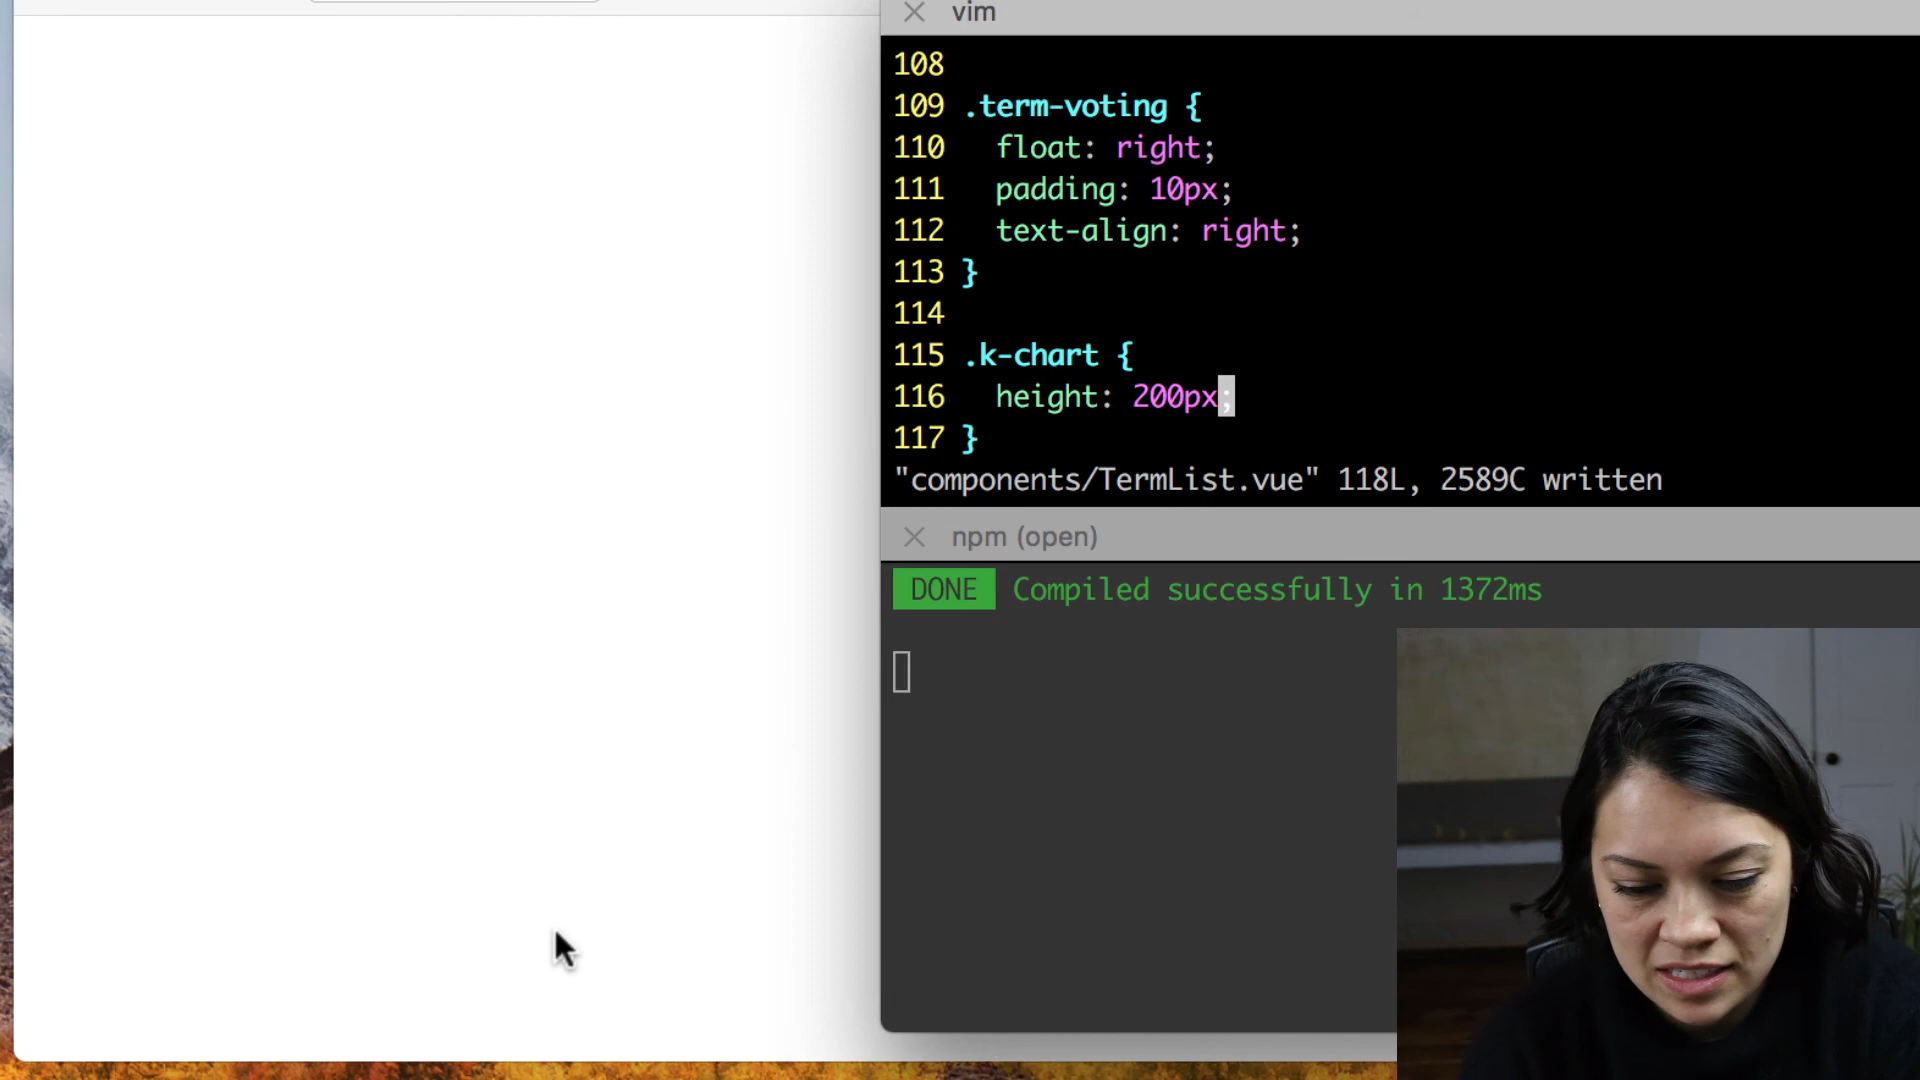 vim
108
109 .term-voting {
110 float: right;
111 padding: 10px;
112 text-align: right;
113 }
114
115 .k-chart {
116 height: 200px;
117 }
"components/TermList.vue" 118L, 2589C written
npm (open)
DONE Compiled successfully in 1372ms